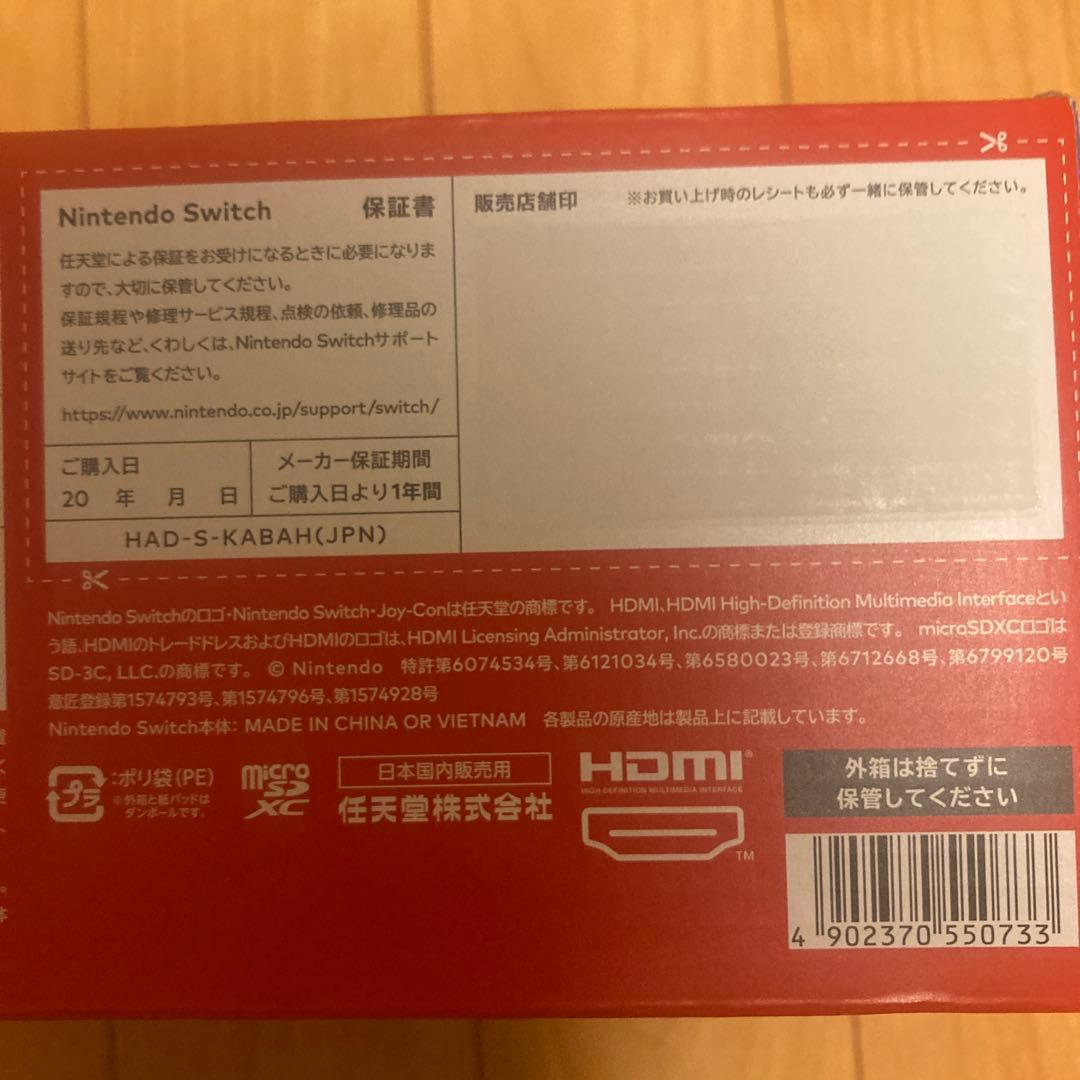 Nintendo Switch 保証書
任天堂による保証をお受けになるときに必要になりま
すので、大切に保管してください。
保証規程や修理サービス規程、点検の依頼、修理品の
送り先など、くわしくは、Nintendo Switchサポート
サイトをご覧ください。
https://www.nintendo.co.jp/support/switch/
ご購入日
20 年 月 日
メーカー保証期間
ご購入日より1年間
HAD-S-KABAH(JPN)
販売店舗印 ※お買い上げ時のレシートも必ず一緒に保管してください。
Nintendo Switchのロゴ・Nintendo Switch・Joy-Conは任天堂の商標です。 HDMI、HDMI High-Definition Multimedia Interfaceとい
う語、HDMIのトレードドレスおよびHDMIのロゴは、HDMI Licensing Administrator, Inc.の商標または登録商標です。 microSDXCロゴは
SD-3C, LLC.の商標です。 © Nintendo 特許第6074534号、第6121034号、第6580023号、第6712668号、第6799120号
意匠登録第1574793号、第1574796号、第1574928号
Nintendo Switch本体: MADE IN CHINA OR VIETNAM 各製品の原産地は製品上に記載しています。
プラ :ポリ袋(PE)
※外箱と紙パッドは
ダンボールです。
micro
SD
XC
日本国内販売用
任天堂株式会社
HDMI®
HIGH-DEFINITION MULTIMEDIA INTERFACE
TM
外箱は捨てずに
保管してください
4 902370 550733